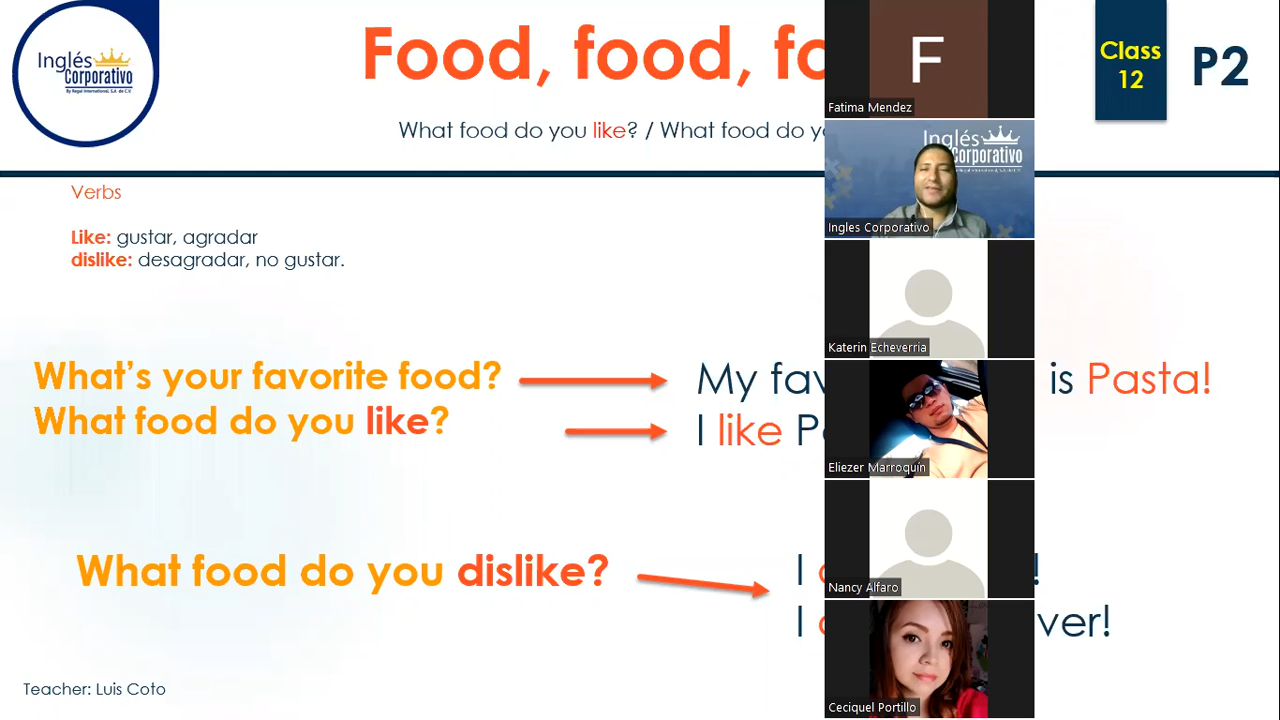 Inglés
Corporativo
By Regal International, S.A. de C.V.
Food, food, fo
Class
12
P2
What food do you like? / What food do yo
Verbs
Like: gustar, agradar
dislike: desagradar, no gustar.
What's your favorite food?
My fav is Pasta!
What food do you like?
I like P
What food do you dislike?
I !
I ver!
Teacher: Luis Coto
F
Fatima Mendez
Inglés
Corporativo
Ingles Corporativo
Katerin Echeverria
Eliezer Marroquín
Nancy Alfaro
Ceciquel Portillo